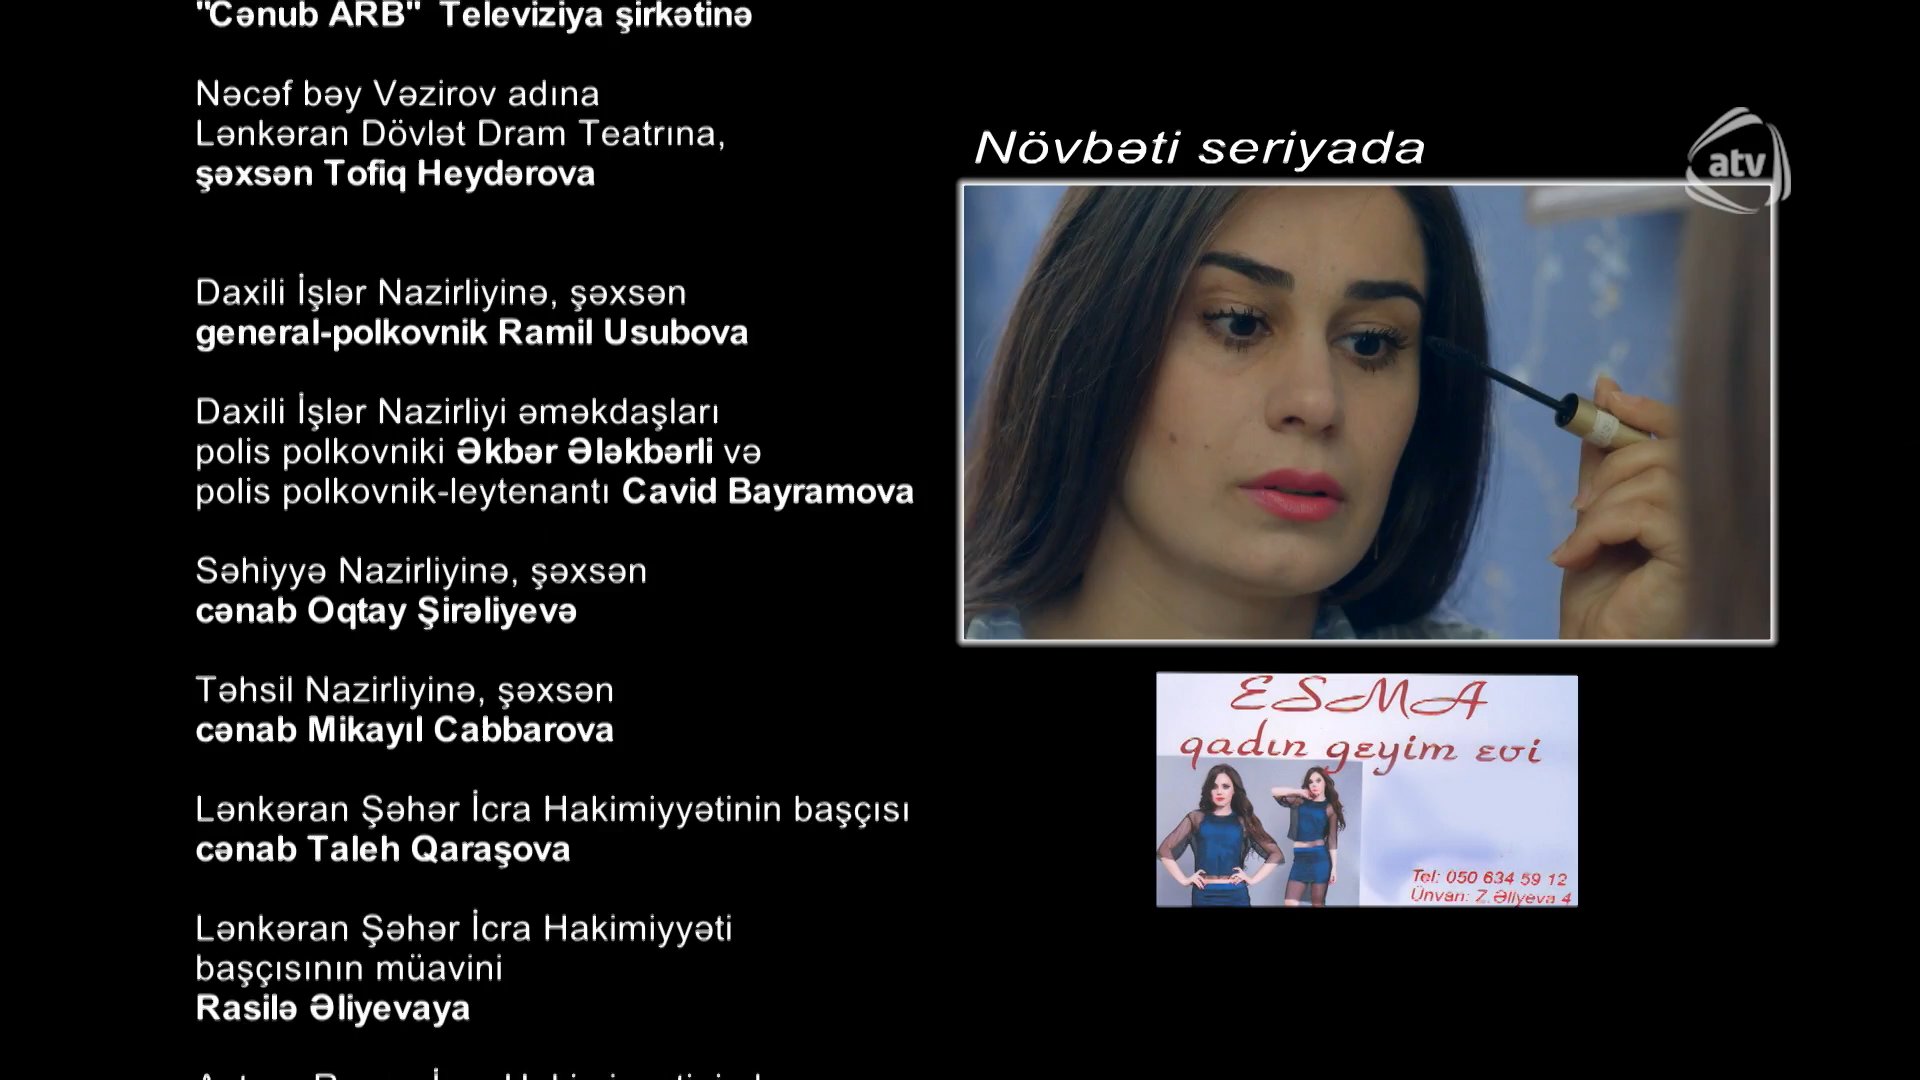 "Cənub ARB" Televiziya şirkətinə
Nəcəf bəy Vəzirov adına
Lənkəran Dövlət Dram Teatrına,
şəxsən Tofiq Heydərova
Daxili İşlər Nazirliyinə, şəxsən
general-polkovnik Ramil Usubova
Daxili İşlər Nazirliyi əməkdaşları
polis polkovniki Əkbər Ələkbərli və
polis polkovnik-leytenantı Cavid Bayramova
Səhiyyə Nazirliyinə, şəxsən
cənab Oqtay Şirəliyevə
Təhsil Nazirliyinə, şəxsən
cənab Mikayıl Cabbarova
Lənkəran Şəhər İcra Hakimiyyətinin başçısı
cənab Taleh Qaraşova
Lənkəran Şəhər İcra Hakimiyyəti
başçısının müavini
Rasilə Əliyevaya
Növbəti seriyada
atv
ESMA
qadın geyim evi
Tel: 050 634 59 12
Ünvan: Z.Əliyeva 4